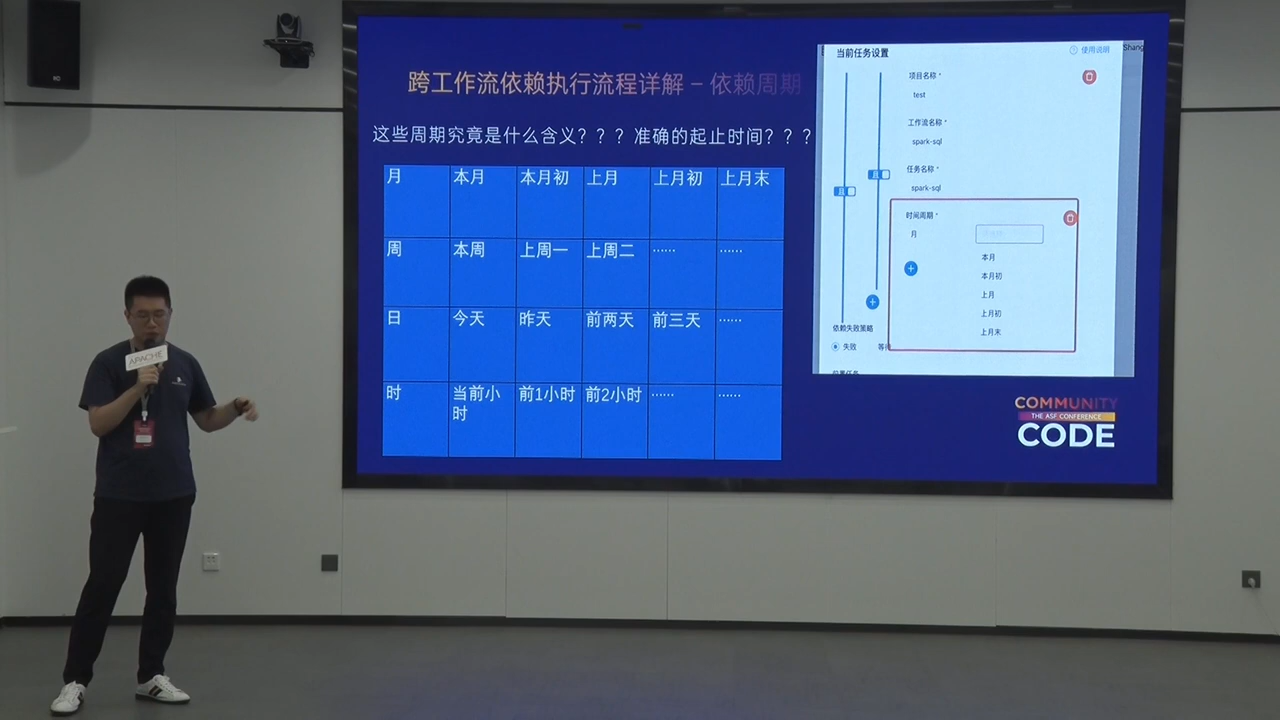 跨工作流依赖执行流程详解 – 依赖周期
这些周期究竟是什么含义？？？准确的起止时间？？？
月 本月 本月初 上月 上月初 上月末
周 本周 上周一 上周二 …… ……
日 今天 昨天 前两天 前三天 ……
时 当前小时 前1小时 前2小时 …… ……
当前任务设置
使用说明
Shang
项目名称 *
test
工作流名称 *
spark-sql
任务名称 *
spark-sql
且
且
时间周期 *
月
本月
本月初
上月
上月初
上月末
依赖失败策略
失败 等待
COMMUNITY
THE ASF CONFERENCE
CODE
APACHE